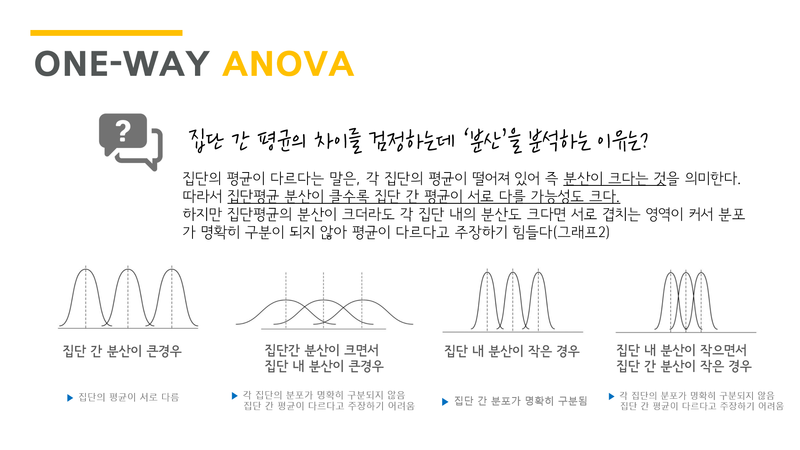 ONE-WAY ANOVA
?
집단 간 평균의 차이를 검정하는데 '분산'을 분석하는 이유는?
집단의 평균이 다르다는 말은, 각 집단의 평균이 떨어져 있어 즉 분산이 크다는 것을 의미한다.
따라서 집단평균 분산이 클수록 집단 간 평균이 서로 다를 가능성도 크다.
하지만 집단평균의 분산이 크더라도 각 집단 내의 분산도 크다면 서로 겹치는 영역이 커서 분포
가 명확히 구분이 되지 않아 평균이 다르다고 주장하기 힘들다(그래프2)
집단 간 분산이 큰경우
▶ 집단의 평균이 서로 다름
집단간 분산이 크면서
집단 내 분산이 큰경우
▶ 각 집단의 분포가 명확히 구분되지 않음
집단 간 평균이 다르다고 주장하기 어려움
집단 내 분산이 작은 경우
▶ 집단 간 분포가 명확히 구분됨
집단 내 분산이 작으면서
집단 간 분산이 작은 경우
▶ 각 집단의 분포가 명확히 구분되지 않음
집단 간 평균이 다르다고 주장하기 어려움